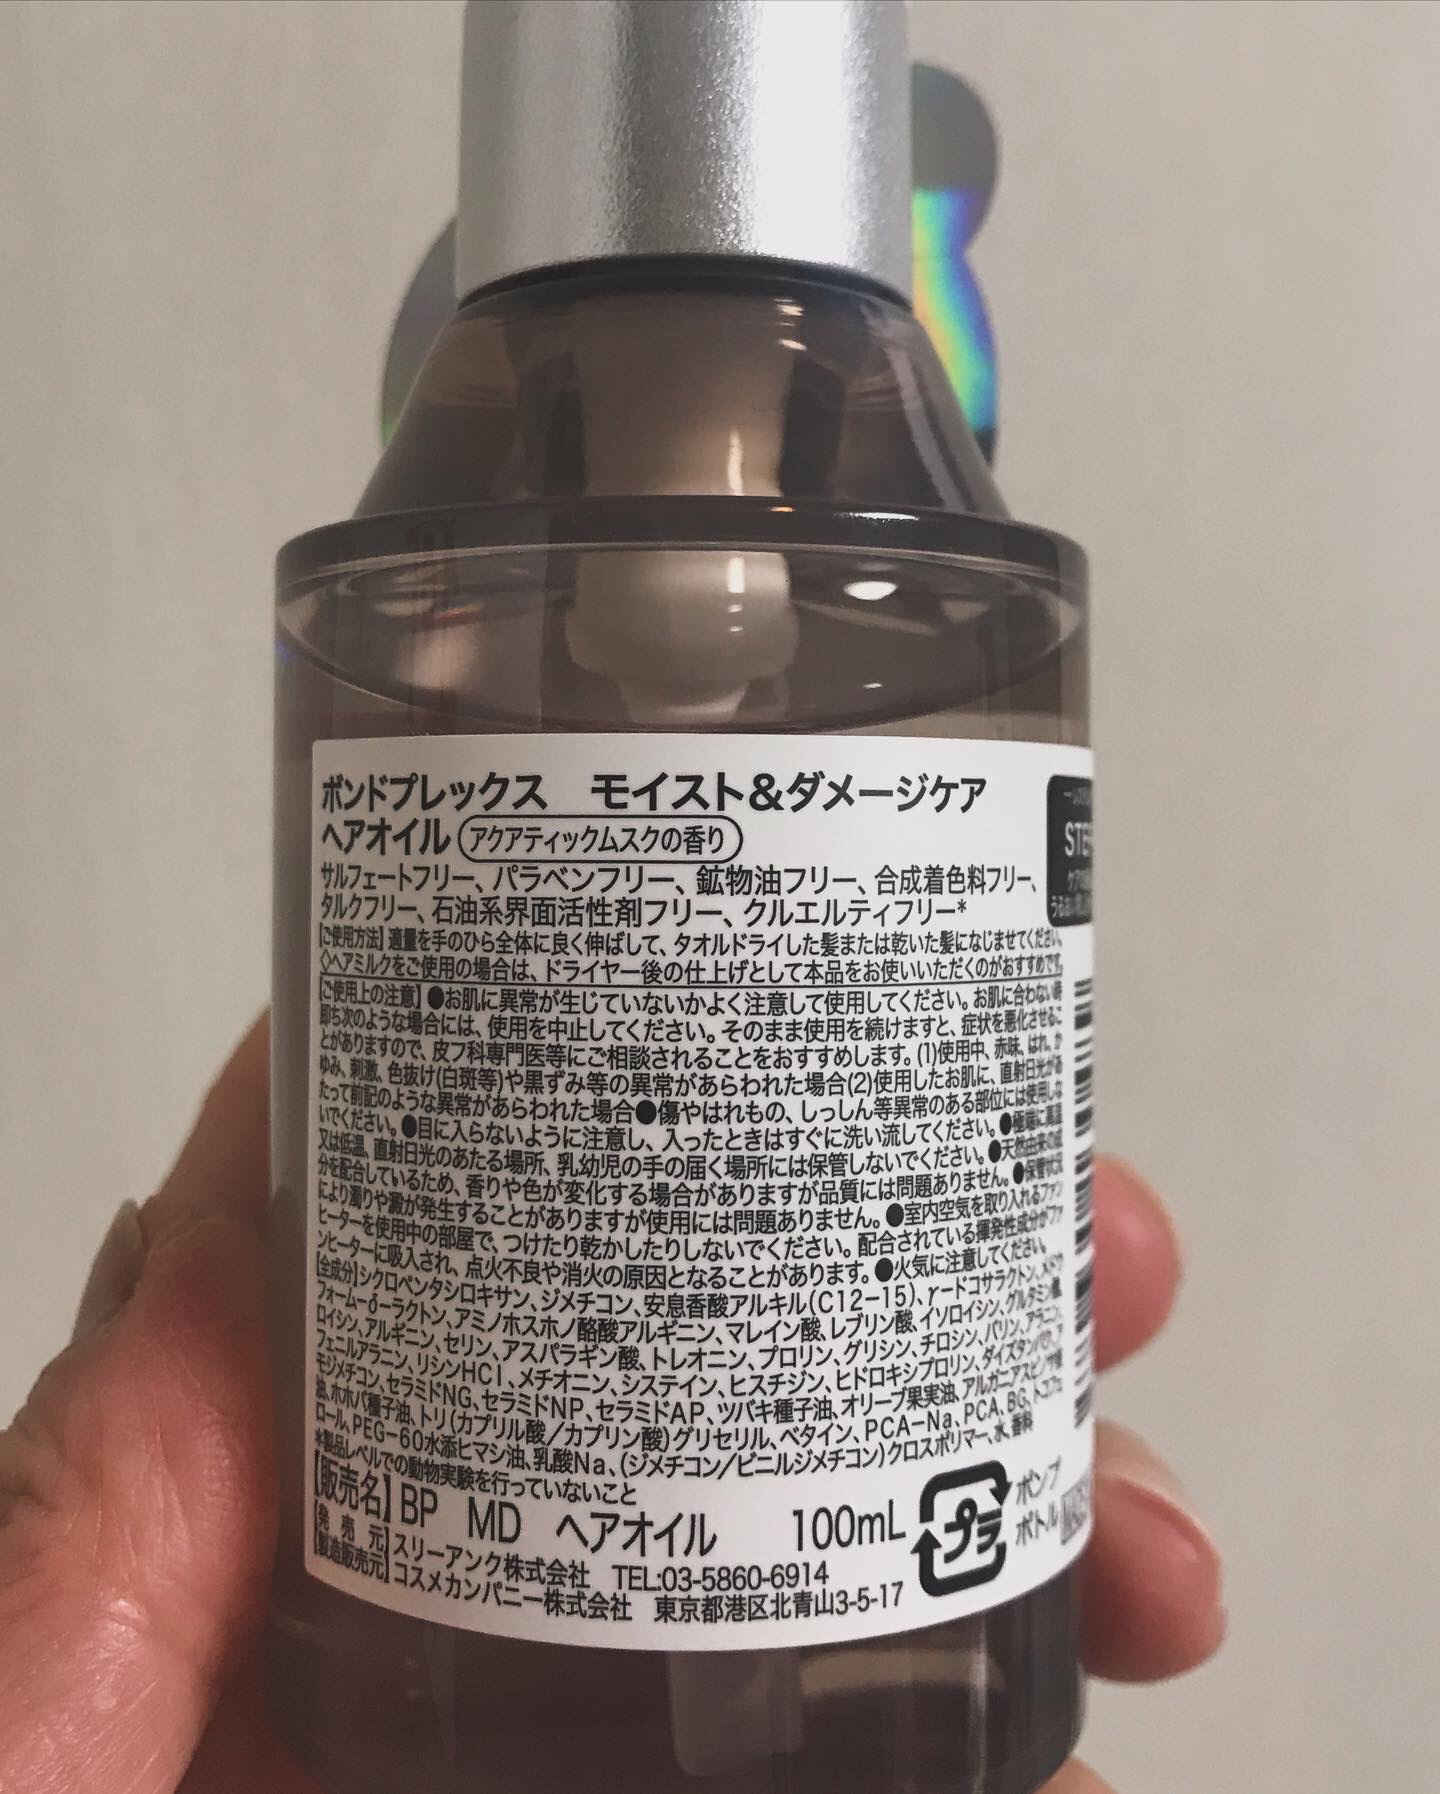 ボンドプレックス　モイスト&ダメージケア
ヘアオイル アクアティックムスクの香り
サルフェートフリー、パラベンフリー、鉱物油フリー、合成着色料フリー、
タルクフリー、石油系界面活性剤フリー、クルエルティフリー*
STEP
【ご使用方法】適量を手のひら全体に良く伸ばして、タオルドライした髪または乾いた髪になじませてください。
◇ヘアミルクをご使用の場合は、ドライヤー後の仕上げとして本品をお使いいただくのがおすすめです。
【ご使用上の注意】●お肌に異常が生じていないかよく注意して使用してください。お肌に合わない時
即ち次のような場合には、使用を中止してください。そのまま使用を続けますと、症状を悪化させるこ
とがありますので、皮フ科専門医等にご相談されることをおすすめします。(1)使用中、赤味、はれ、か
ゆみ、刺激、色抜け(白斑等)や黒ずみ等の異常があらわれた場合(2)使用したお肌に、直射日光があ
たって前記のような異常があらわれた場合●傷やはれもの、しっしん等異常のある部位には使用しな
いでください。●目に入らないように注意し、入ったときはすぐに洗い流してください。●極端に高温
又は低温、直射日光のあたる場所、乳幼児の手の届く場所には保管しないでください。●天然由来の成
分を配合しているため、香りや色が変化する場合がありますが品質には問題ありません。●保管状況
により濁りや澱が発生することがありますが使用には問題ありません。●室内空気を取り入れるファン
ヒーターを使用中の部屋で、つけたり乾かしたりしないでください。配合されている揮発性成分がファ
ンヒーターに吸入され、点火不良や消火の原因となることがあります。●火気に注意してください。
【全成分】シクロペンタシロキサン、ジメチコン、安息香酸アルキル(C12-15)、γ-ドコサラクトン、メドウ
フォーム-δ-ラクトン、アミノホスホノ酪酸アルギニン、マレイン酸、レブリン酸、イソロイシン、グルタミン酸、
ロイシン、アルギニン、セリン、アスパラギン酸、トレオニン、プロリン、グリシン、チロシン、バリン、アラニン、
フェニルアラニン、リシンHCl、メチオニン、システイン、ヒスチジン、ヒドロキシプロリン、ダイズタンパク、ア
モジメチコン、セラミドNG、セラミドNP、セラミドAP、ツバキ種子油、オリーブ果実油、アルガニアスピノサ核
油、ホホバ種子油、トリ(カプリル酸/カプリン酸)グリセリル、ベタイン、PCA-Na、PCA、BG、トコフェ
ロール、PEG-60水添ヒマシ油、乳酸Na、(ジメチコン/ビニルジメチコン)クロスポリマー、水、香料
*製品レベルでの動物実験を行っていないこと
【販売名】BP　MD　ヘアオイル　100mL
プラ
ポンプ
ボトル
【発売元】スリーアンク株式会社　TEL:03-5860-6914
【製造販売元】コスメカンパニー株式会社　東京都港区北青山3-5-17